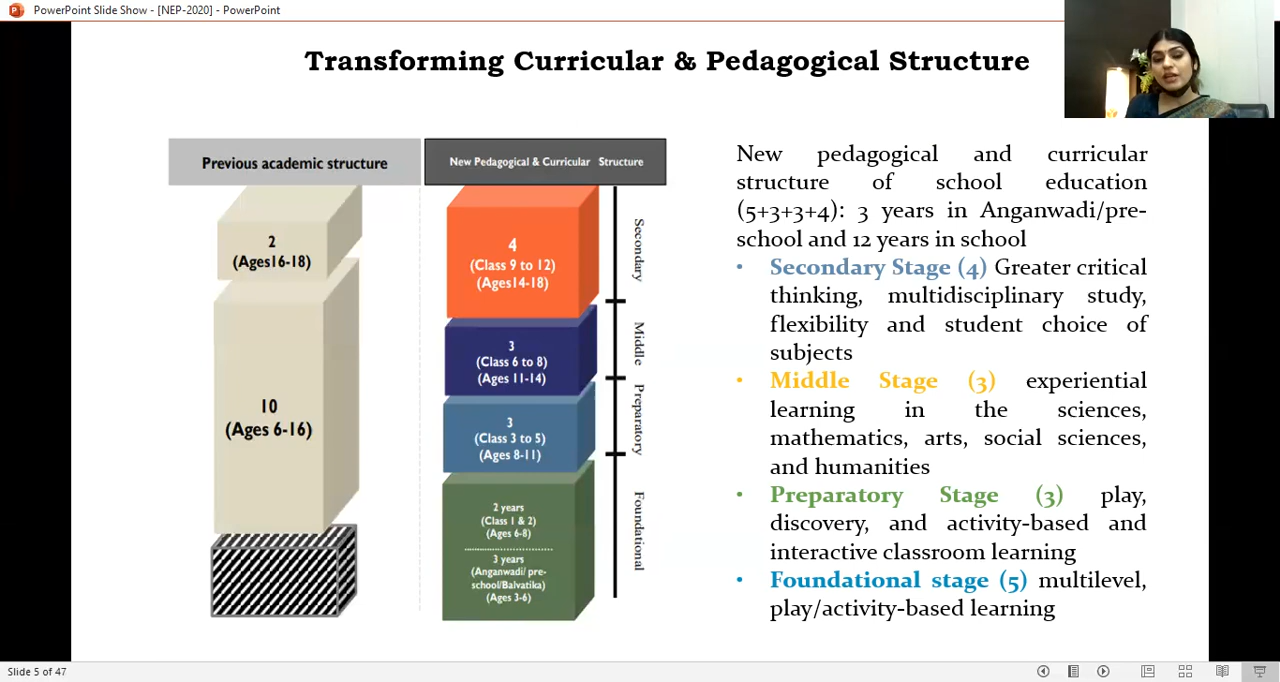 PowerPoint Slide Show - [NEP-2020] - PowerPoint
Transforming Curricular & Pedagogical Structure
Previous academic structure
2
(Ages16-18)
10
(Ages 6-16)
New Pedagogical & Curricular Structure
4
(Class 9 to 12)
(Ages14-18)
3
(Class 6 to 8)
(Ages 11-14)
3
(Class 3 to 5)
(Ages 8-11)
2 years
(Class 1 & 2)
(Ages 6-8)
3 years
(Anganwadi/ pre-
school/Balvatika)
(Ages 3-6)
Secondary
Middle
Preparatory
Foundational
New pedagogical and curricular
structure of school education
(5+3+3+4): 3 years in Anganwadi/pre-
school and 12 years in school
• Secondary Stage (4) Greater critical
thinking, multidisciplinary study,
flexibility and student choice of
subjects
• Middle Stage (3) experiential
learning in the sciences,
mathematics, arts, social sciences,
and humanities
• Preparatory Stage (3) play,
discovery, and activity-based and
interactive classroom learning
• Foundational stage (5) multilevel,
play/activity-based learning
Slide 5 of 47